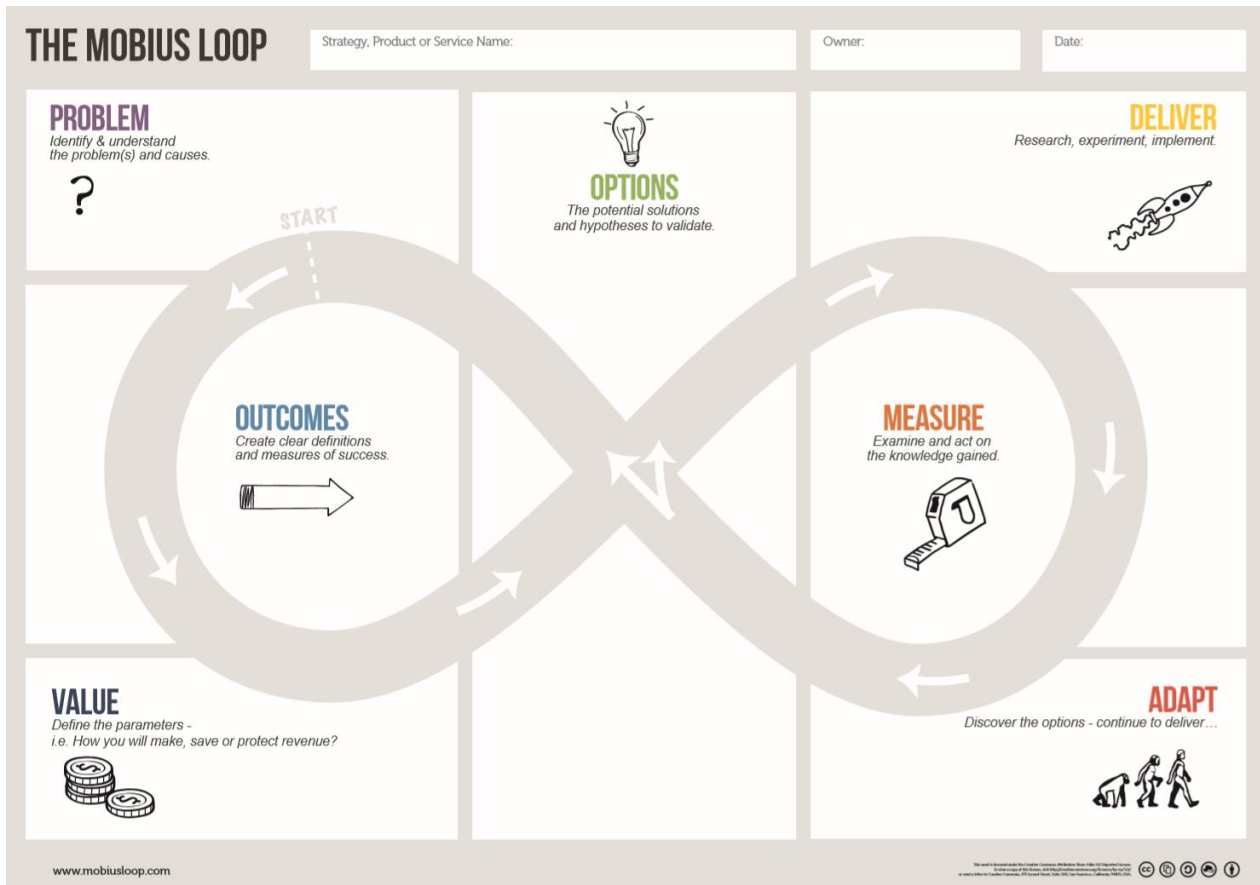 THE MOBIUS LOOP
Strategy, Product or Service Name:
Owner:
Date:
PROBLEM
Identify & understand
the problem(s) and causes.
?
START
OPTIONS
The potential solutions
and hypotheses to validate.
DELIVER
Research, experiment, implement.
OUTCOMES
Create clear definitions
and measures of success.
MEASURE
Examine and act on
the knowledge gained.
VALUE
Define the parameters -
i.e. How you will make, save or protect revenue?
ADAPT
Discover the options - continue to deliver...
www.mobiusloop.com
cc